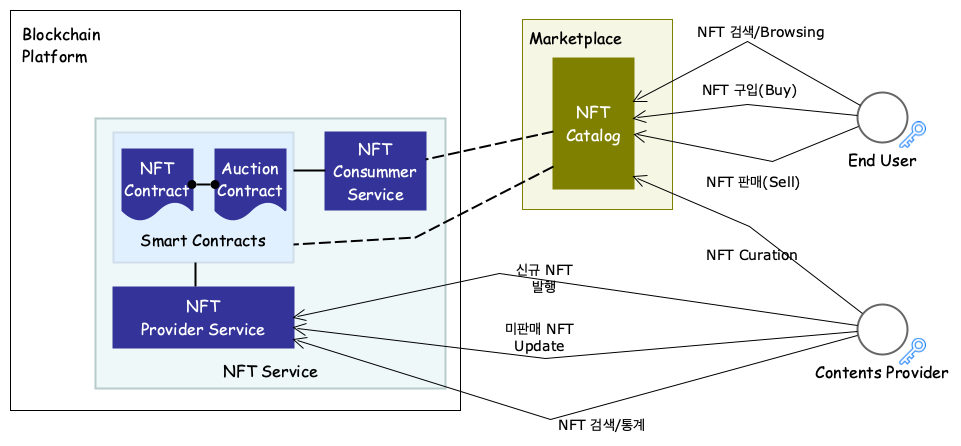 Blockchain
Platform
Marketplace
NFT 검색/Browsing
NFT 구입(Buy)
NFT
Catalog
End User
NFT 판매(Sell)
NFT
Contract
Auction
Contract
NFT
Consummer
Service
Smart Contracts
NFT Curation
신규 NFT
발행
NFT
Provider Service
미판매 NFT
Update
NFT Service
Contents Provider
NFT 검색/통계